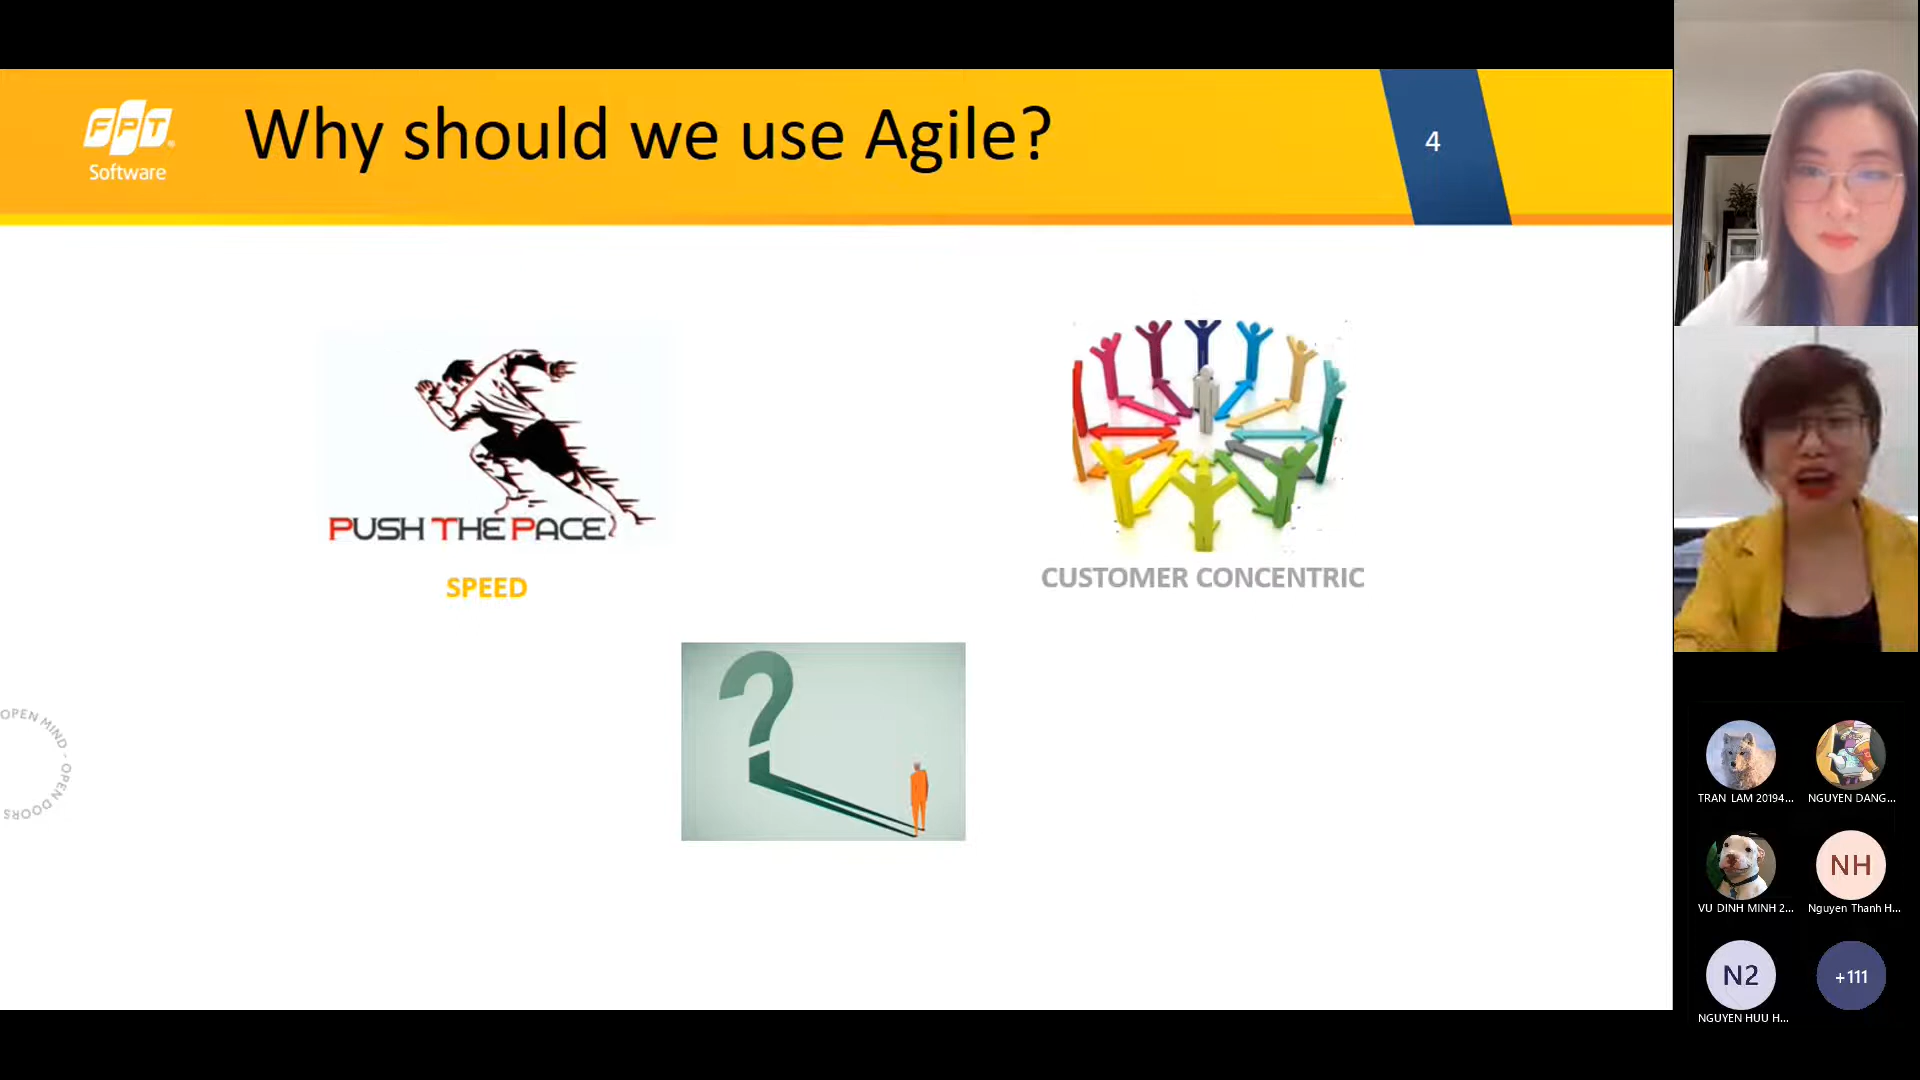 FPT
Software
Why should we use Agile?
4
PUSH THE PACE
SPEED
CUSTOMER CONCENTRIC
OPEN MIND - OPEN DOORS
TRAN LAM 20194...
NGUYEN DANG...
VU DINH MINH 2...
NH
Nguyen Thanh H...
N2
NGUYEN HUU H...
+111